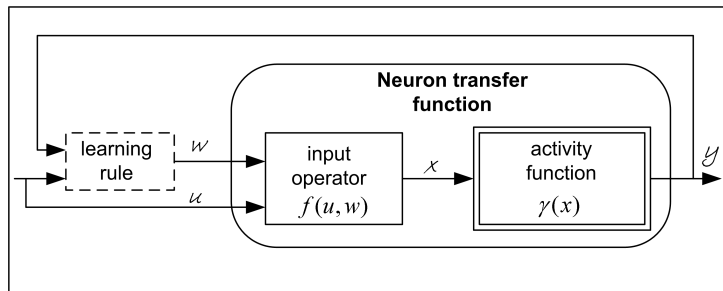 Neuron transfer
function
learning
rule
w
u
input
operator
f(u,w)
x
activity
function
γ(x)
y